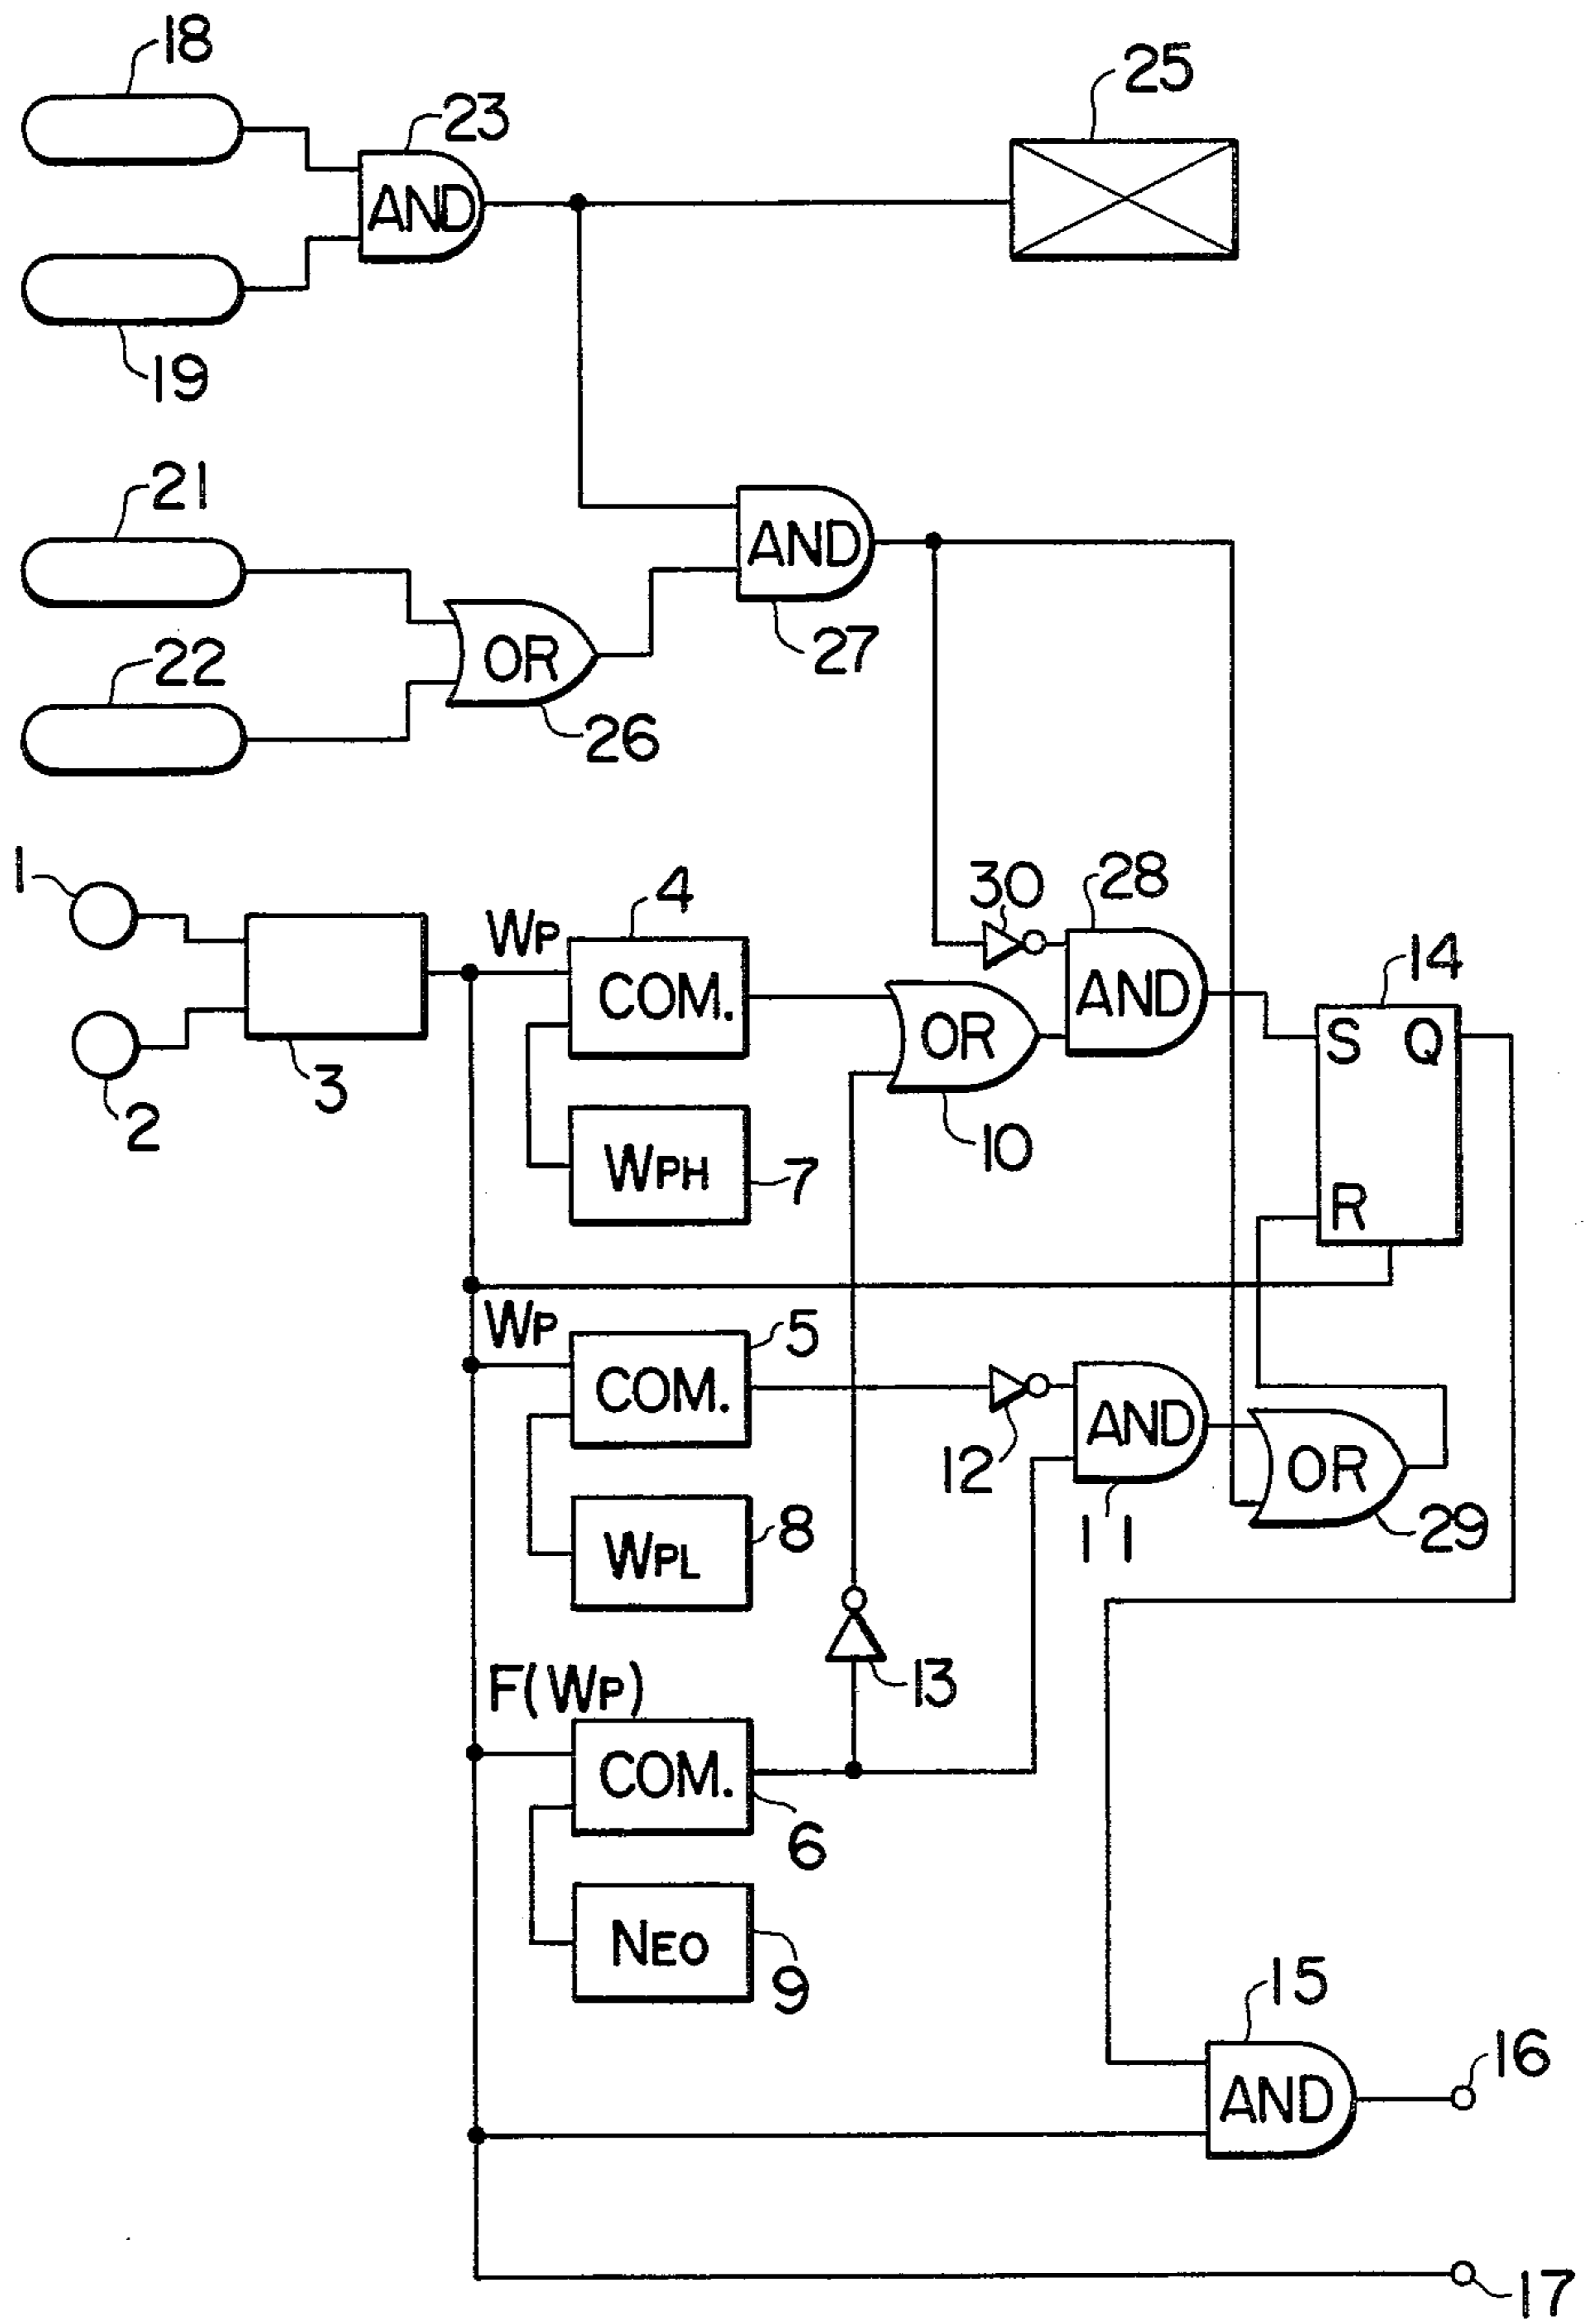 18
23
AND
25
19
21
AND
27
22
OR
26
1
2
3
WP
4
COM.
30
28
AND
14
S Q
R
OR
10
WPH
7
WP
5
COM.
12
AND
11
OR
29
WPL
8
13
F(WP)
COM.
6
NEO
9
15
AND
16
17